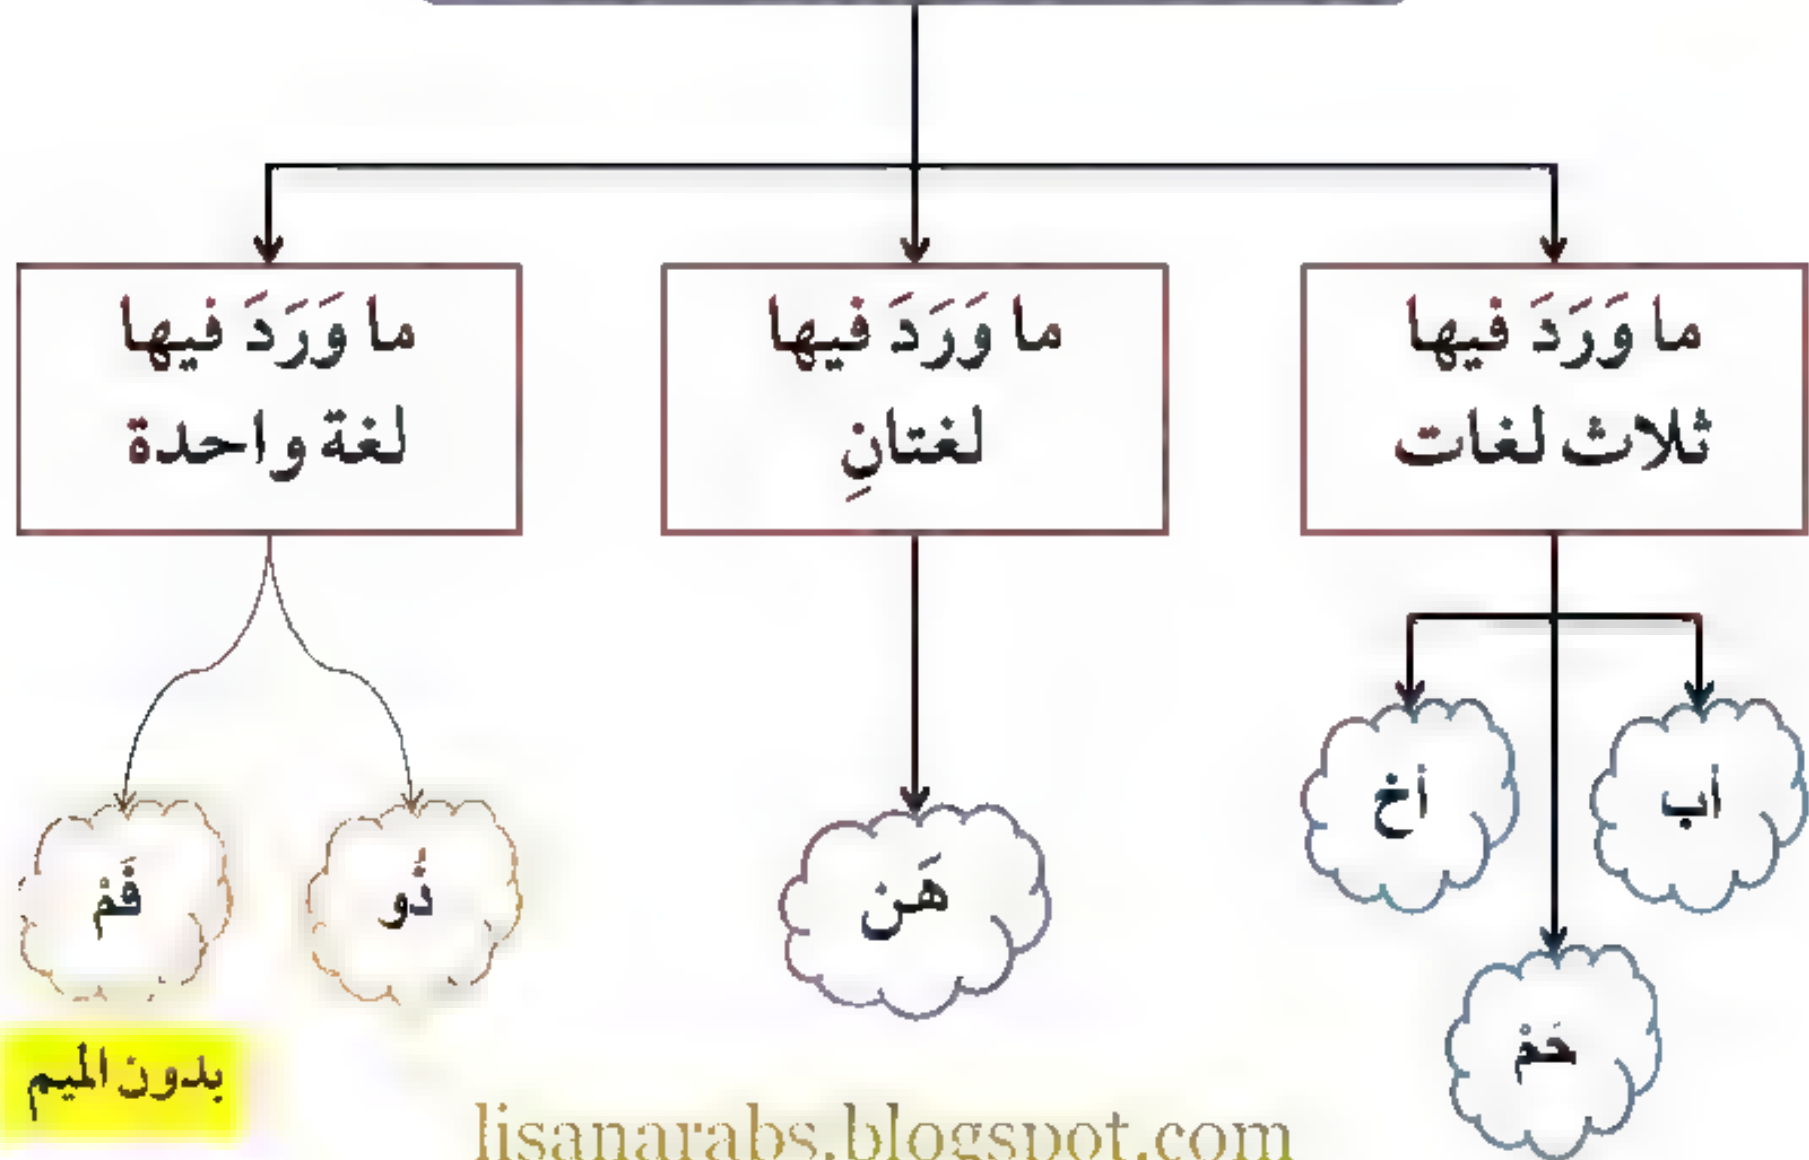 ما وَرَدَ فيها
ثلاث لغات
ما وَرَدَ فيها
لغتانِ
ما وَرَدَ فيها
لغة واحدة
أب
أخ
حَمْ
هَن
ذُو
فَمْ
بدون الميم
lisanarabs.blogspot.com